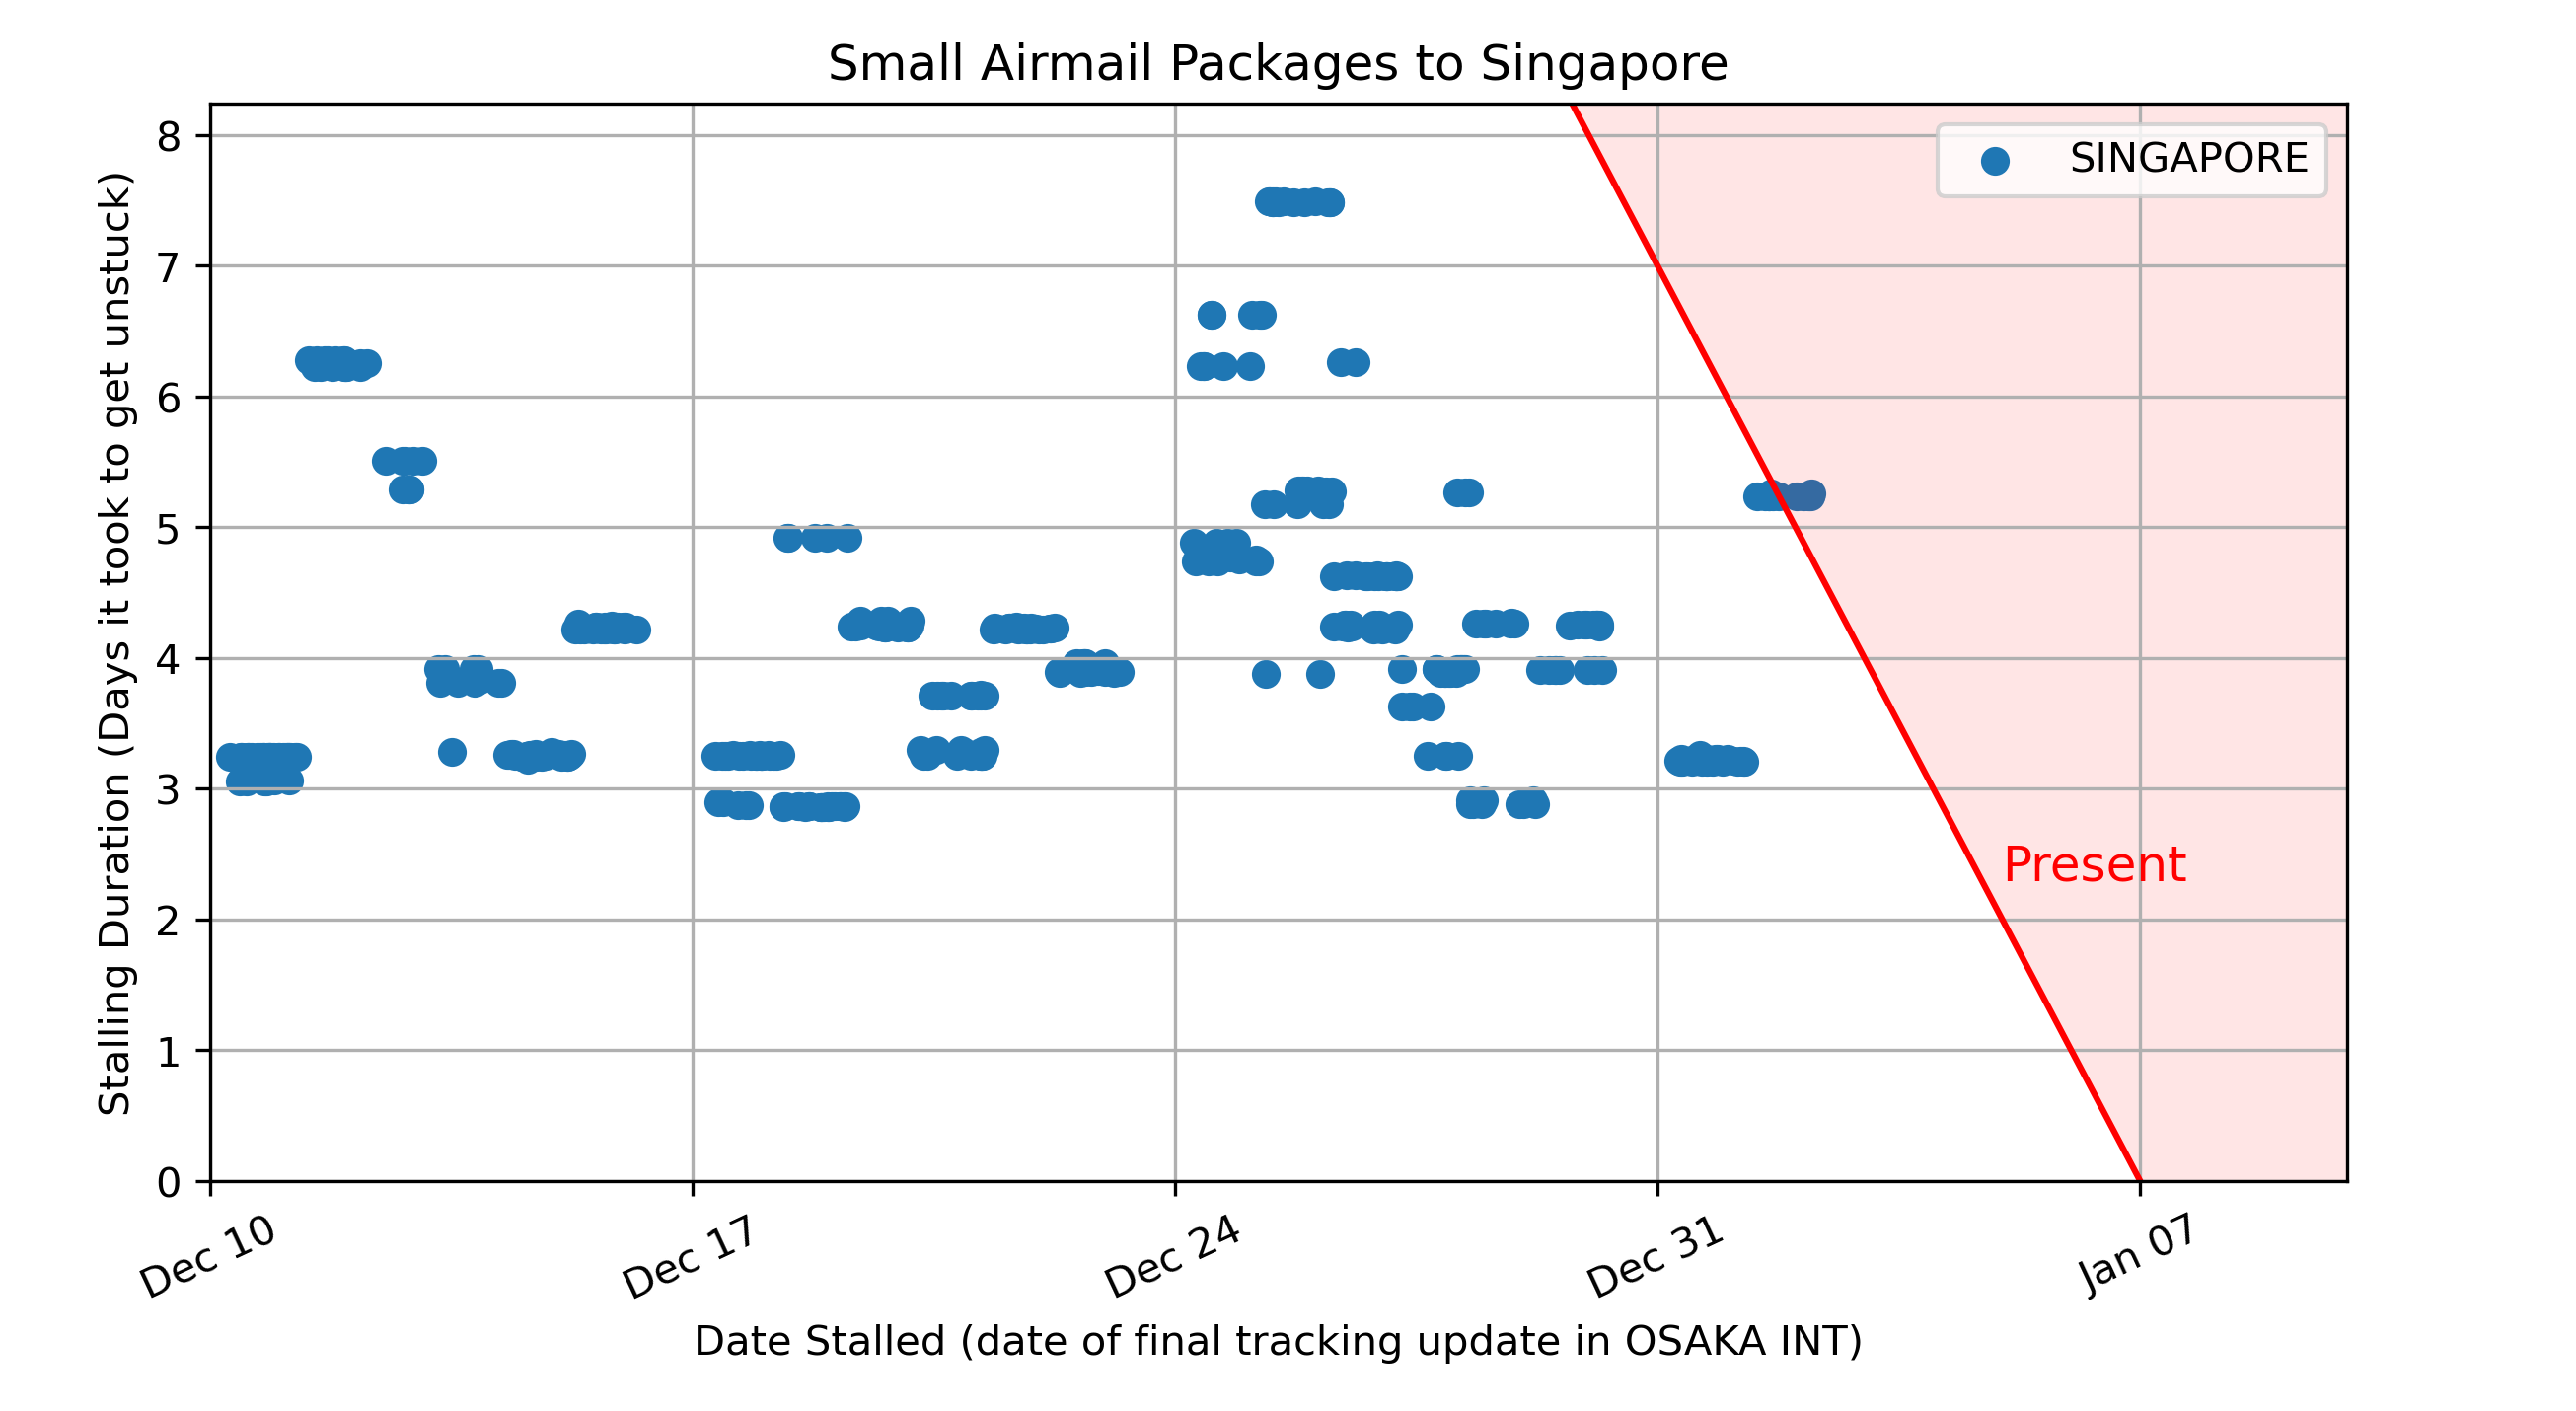 Small Airmail Packages to Singapore
Stalling Duration (Days it took to get unstuck)
8
7
6
5
4
3
2
1
0
SINGAPORE
Present
Dec 10
Dec 17
Dec 24
Dec 31
Jan 07
Date Stalled (date of final tracking update in OSAKA INT)